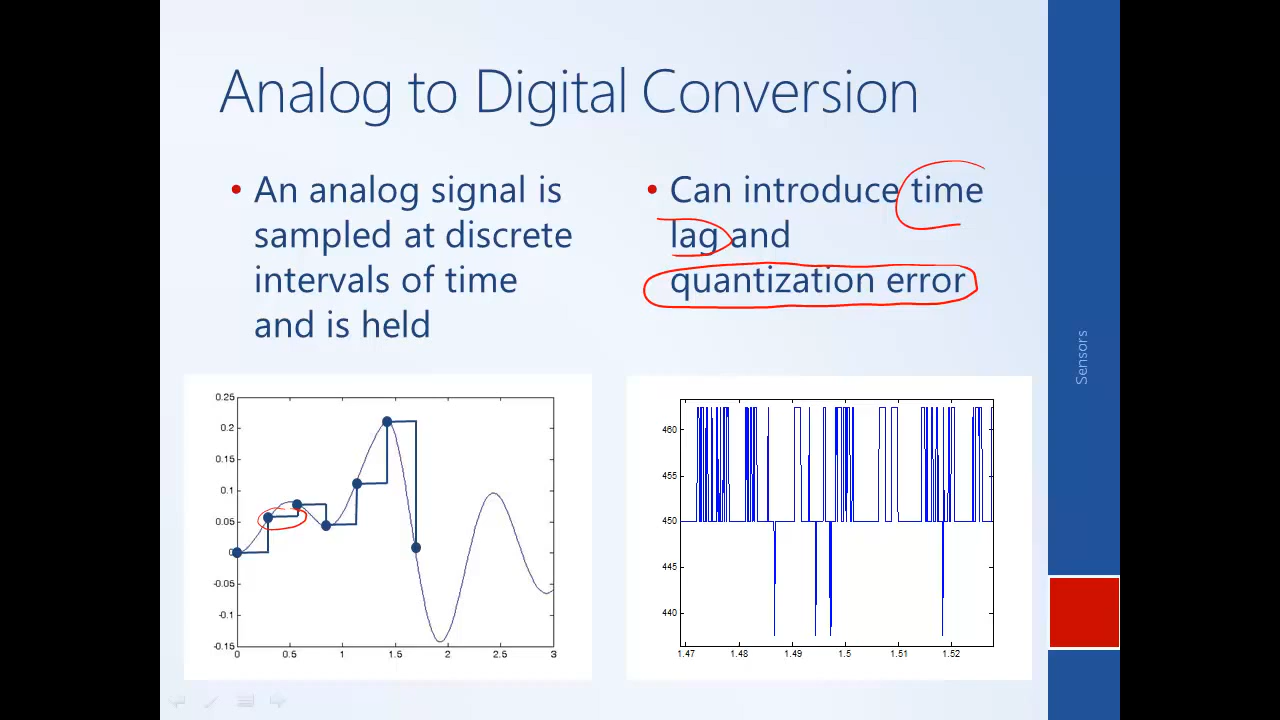 Analog to Digital Conversion
• An analog signal is
sampled at discrete
intervals of time
and is held
• Can introduce time
lag and
quantization error
Sensors
0.25
0.2
0.15
0.1
0.05
0
-0.05
-0.1
-0.15
0 0.5 1 1.5 2 2.5 3
460
455
450
445
440
1.47 1.48 1.49 1.5 1.51 1.52